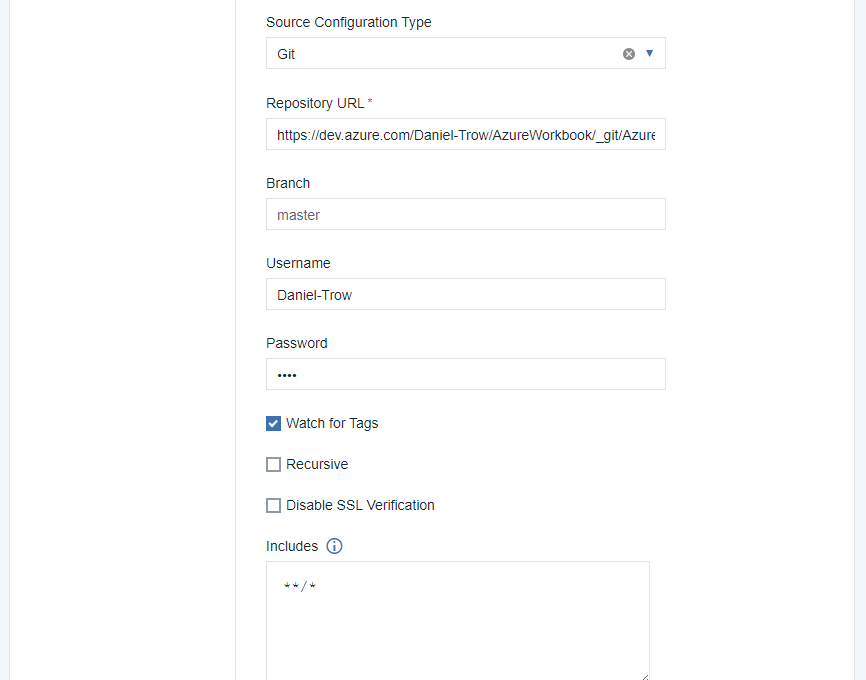 Source Configuration Type
Git
Repository URL *
https://dev.azure.com/Daniel-Trow/AzureWorkbook/_git/Azure
Branch
master
Username
Daniel-Trow
Password
••••
Watch for Tags
Recursive
Disable SSL Verification
Includes
**/*